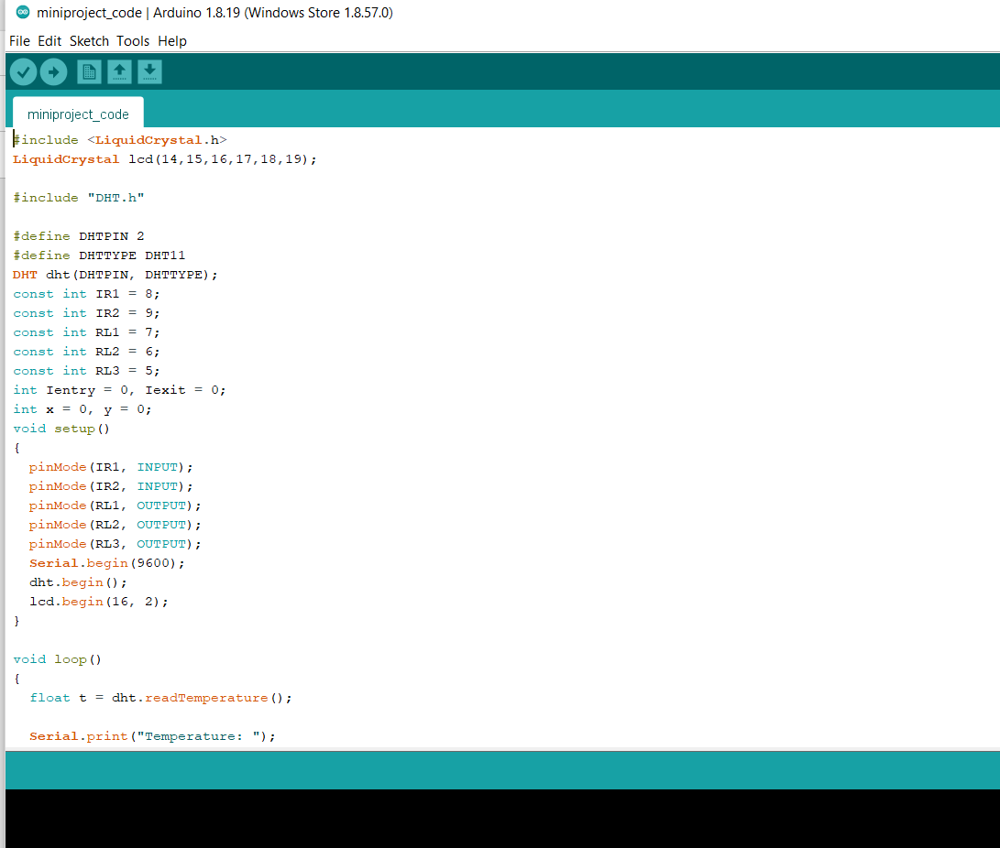 miniproject_code | Arduino 1.8.19 (Windows Store 1.8.57.0)
File Edit Sketch Tools Help
miniproject_code
#include <LiquidCrystal.h>
LiquidCrystal lcd(14,15,16,17,18,19);
#include "DHT.h"
#define DHTPIN 2
#define DHTTYPE DHT11
DHT dht(DHTPIN, DHTTYPE);
const int IR1 = 8;
const int IR2 = 9;
const int RL1 = 7;
const int RL2 = 6;
const int RL3 = 5;
int Ientry = 0, Iexit = 0;
int x = 0, y = 0;
void setup()
{
  pinMode(IR1, INPUT);
  pinMode(IR2, INPUT);
  pinMode(RL1, OUTPUT);
  pinMode(RL2, OUTPUT);
  pinMode(RL3, OUTPUT);
  Serial.begin(9600);
  dht.begin();
  lcd.begin(16, 2);
}
void loop()
{
  float t = dht.readTemperature();
  Serial.print("Temperature: ");